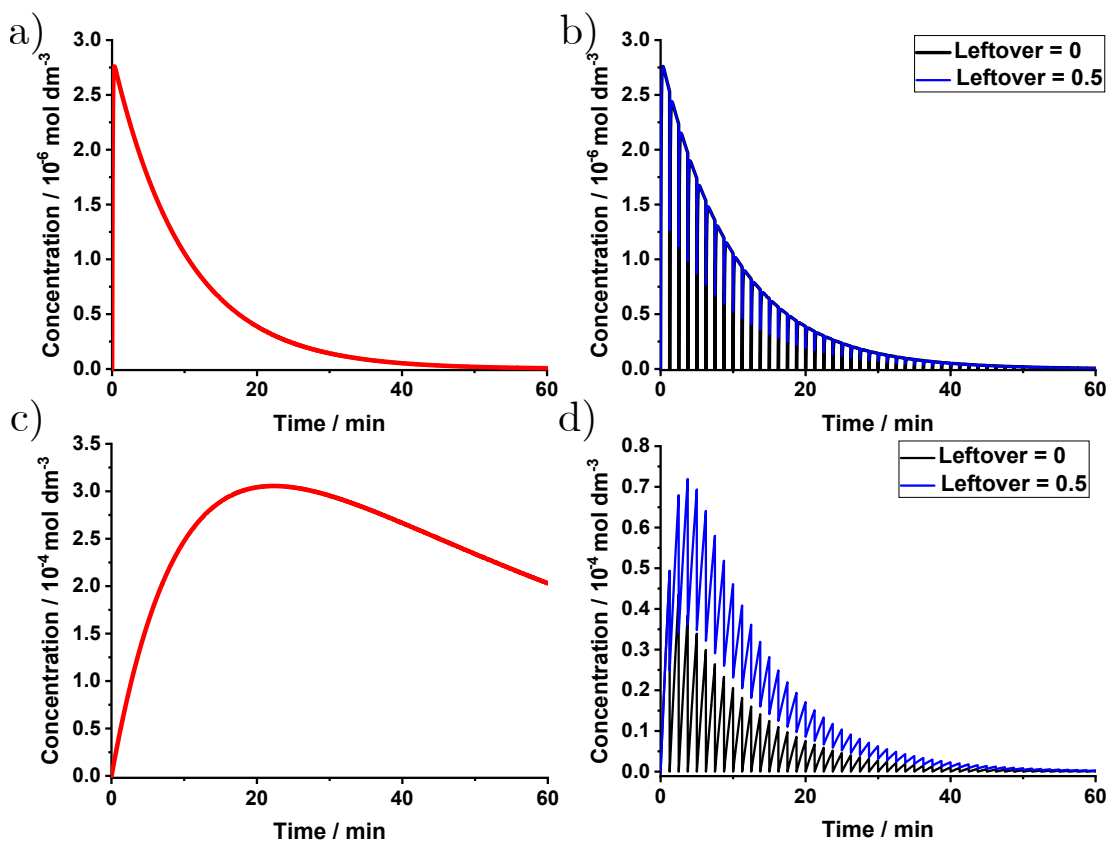 a)
3.0
2.5
2.0
1.5
1.0
0.5
0.0
Concentration / 10⁻⁶ mol dm⁻³
0 20 40 60
Time / min
b)
Leftover = 0
Leftover = 0.5
3.0
2.5
2.0
1.5
1.0
0.5
0.0
Concentration / 10⁻⁶ mol dm⁻³
0 20 40 60
Time / min
c)
3.5
3.0
2.5
2.0
1.5
1.0
0.5
0.0
Concentration / 10⁻⁴ mol dm⁻³
0 20 40 60
Time / min
d)
Leftover = 0
Leftover = 0.5
0.8
0.7
0.6
0.5
0.4
0.3
0.2
0.1
0.0
Concentration / 10⁻⁴ mol dm⁻³
0 20 40 60
Time / min